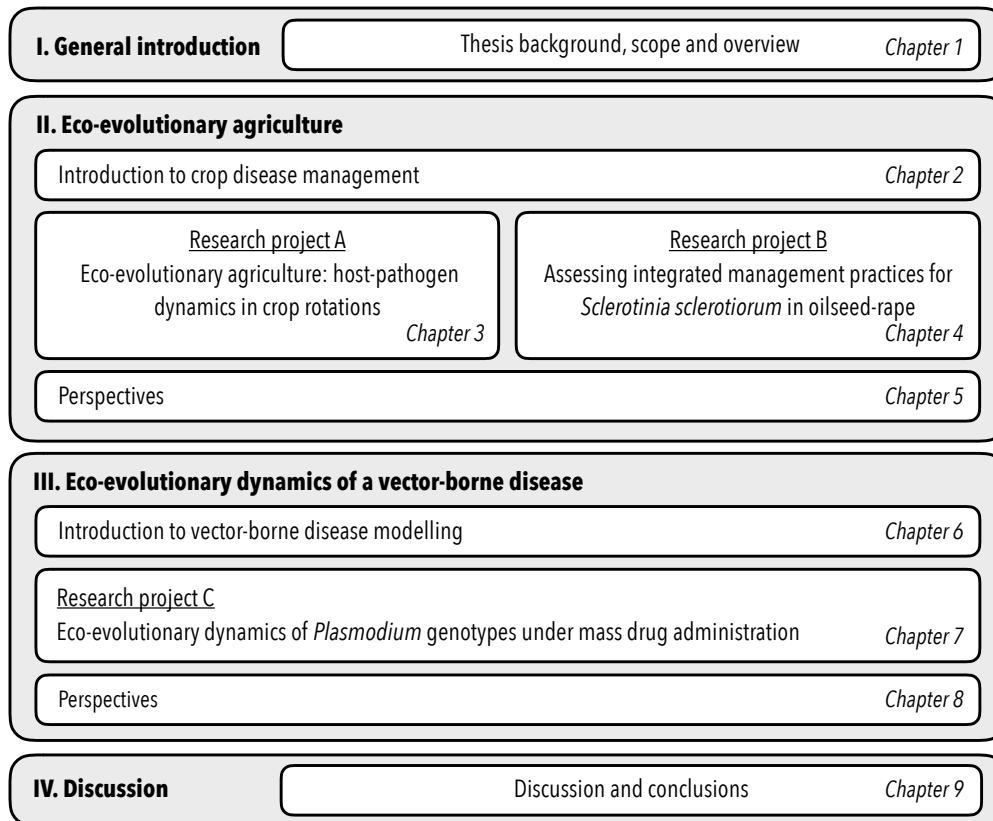 I. General introduction
Thesis background, scope and overview
Chapter 1
II. Eco-evolutionary agriculture
Introduction to crop disease management
Chapter 2
Research project A
Eco-evolutionary agriculture: host-pathogen
dynamics in crop rotations
Chapter 3
Research project B
Assessing integrated management practices for
Sclerotinia sclerotiorum in oilseed-rape
Chapter 4
Perspectives
Chapter 5
III. Eco-evolutionary dynamics of a vector-borne disease
Introduction to vector-borne disease modelling
Chapter 6
Research project C
Eco-evolutionary dynamics of Plasmodium genotypes under mass drug administration
Chapter 7
Perspectives
Chapter 8
IV. Discussion
Discussion and conclusions
Chapter 9